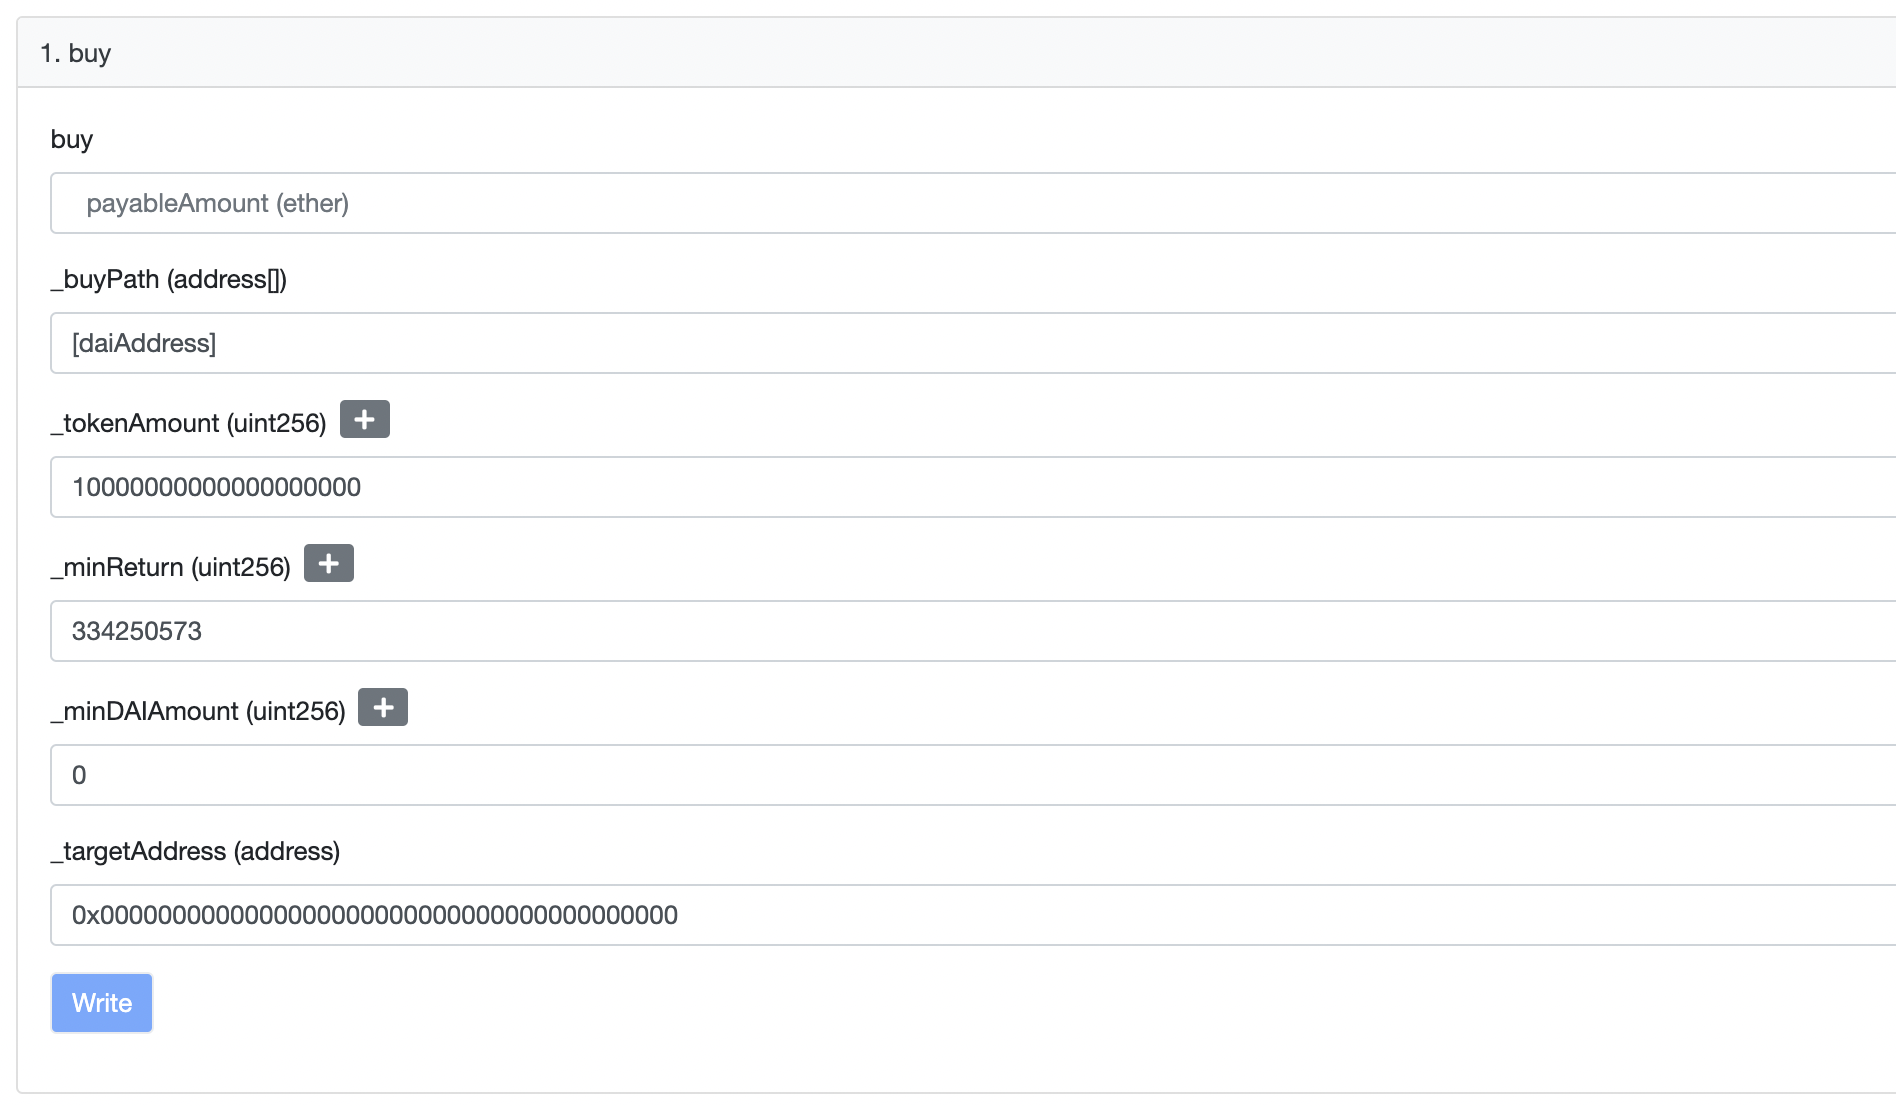 1. buy
buy
payableAmount (ether)
_buyPath (address[])
[daiAddress]
_tokenAmount (uint256)
10000000000000000000
_minReturn (uint256)
334250573
_minDAIAmount (uint256)
0
_targetAddress (address)
0x0000000000000000000000000000000000000000
Write